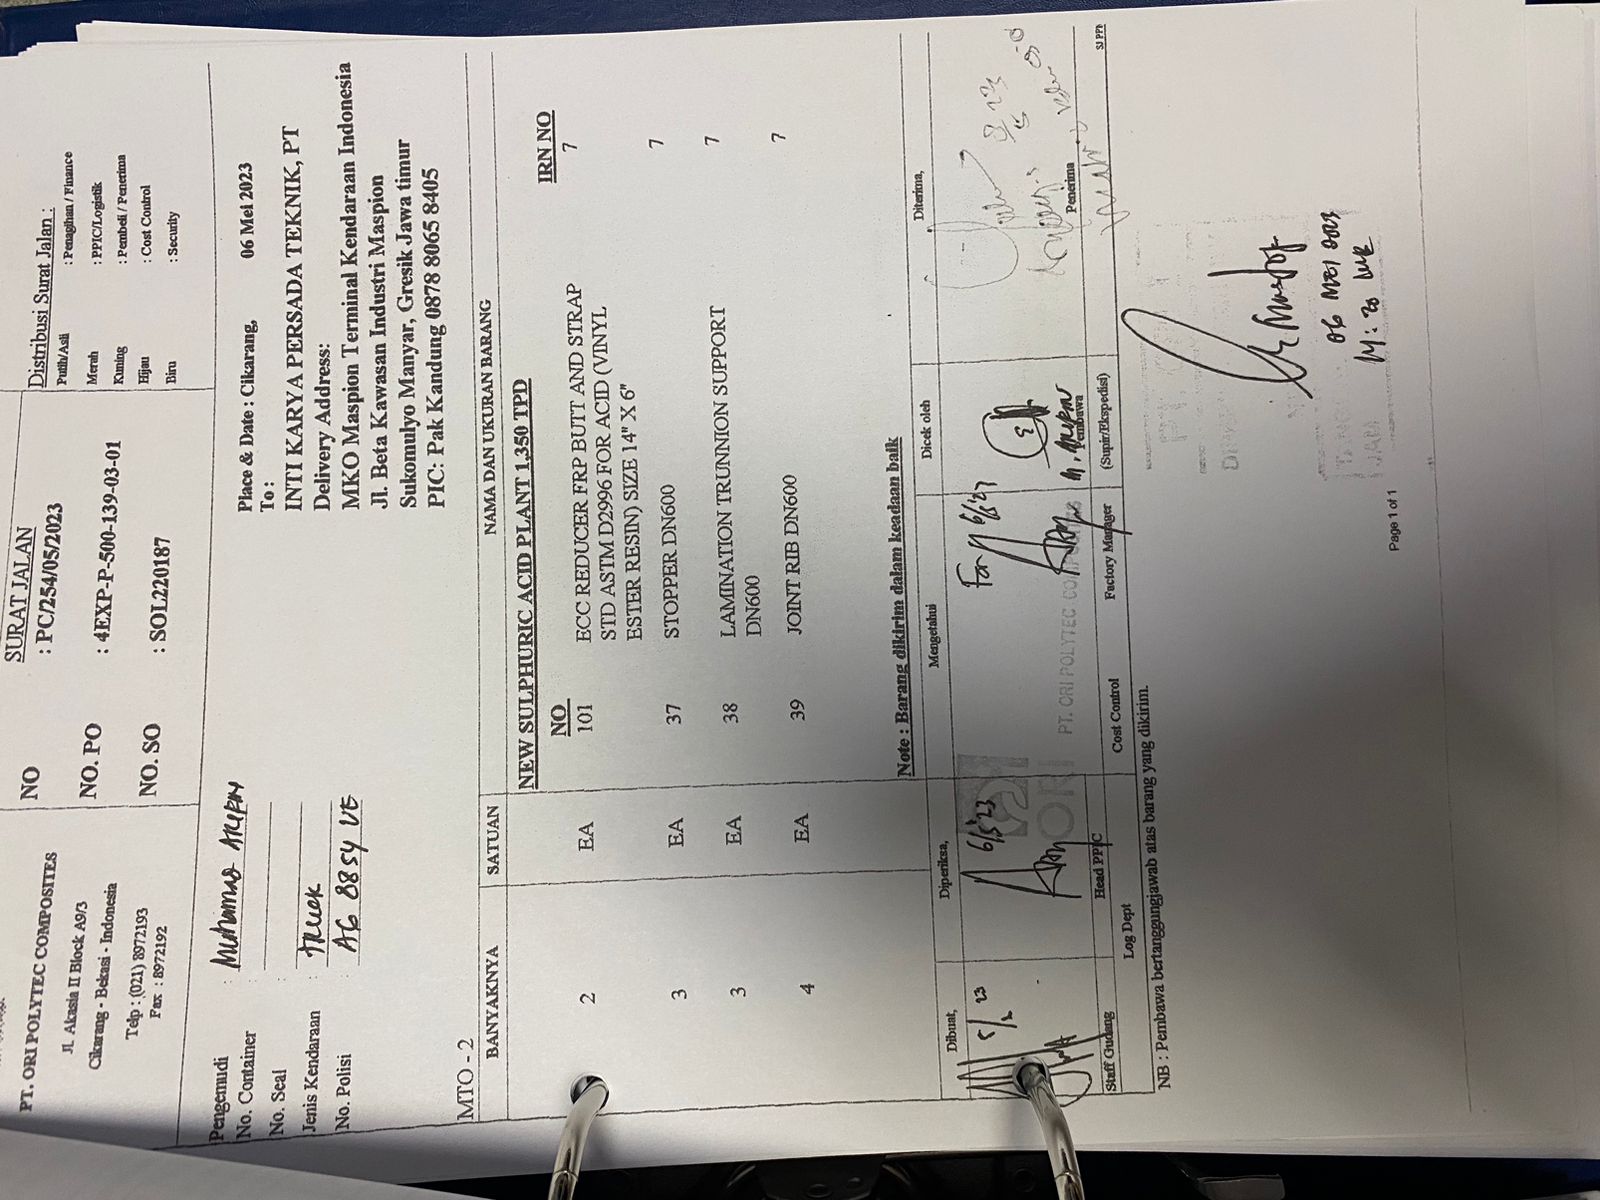 PT. ORI POLYTEC COMPOSITES
Jl. Akasia II Block A9/3
Cikarang - Bekasi - Indonesia
Telp : (021) 8972193
Fax : 8972192
SURAT JALAN
NO : PC/254/05/2023
NO. PO : 4EXP-P-500-139-03-01
NO. SO : SOL220187
Distribusi Surat Jalan :
Putih/Asli : Penagihan / Finance
Merah : PPIC/Logistik
Kuning : Pembeli / Penerima
Hijau : Cost Control
Biru : Security
Pengemudi : Muhamad Aripin
No. Container :
No. Seal :
Jenis Kendaraan : Truck
No. Polisi : AG 8854 VE
Place & Date : Cikarang, 06 Mei 2023
To :
INTI KARYA PERSADA TEKNIK, PT
Delivery Address:
MKO Maspion Terminal Kendaraan Indonesia
Jl. Beta Kawasan Industri Maspion
Sukomulyo Manyar, Gresik Jawa timur
PIC: Pak Kandung 0878 8065 8405
MTO - 2
BANYAKNYA SATUAN NAMA DAN UKURAN BARANG
NEW SULPHURIC ACID PLANT 1,350 TPD
NO IRN NO
2 EA 101 ECC REDUCER FRP BUTT AND STRAP 7
STD ASTM D2996 FOR ACID (VINYL
ESTER RESIN) SIZE 14" X 6"
3 EA 37 STOPPER DN600 7
3 EA 38 LAMINATION TRUNNION SUPPORT 7
DN600
4 EA 39 JOINT RIB DN600 7
Note : Barang dikirim dalam keadaan baik
Dibuat, Diperiksa, Mengetahui Dicek oleh Diterima,
6/5'23
6/5'23
ORI PT. ORI POLYTEC COMPOSITES
Pembawa Penerima
Staff Gudang Head PPIC Cost Control Factory Manager (Supir/Ekspedisi)
SJ PPI
Log Dept
NB : Pembawa bertanggungjawab atas barang yang dikirim.
06 MEI 2023
Page 1 of 1